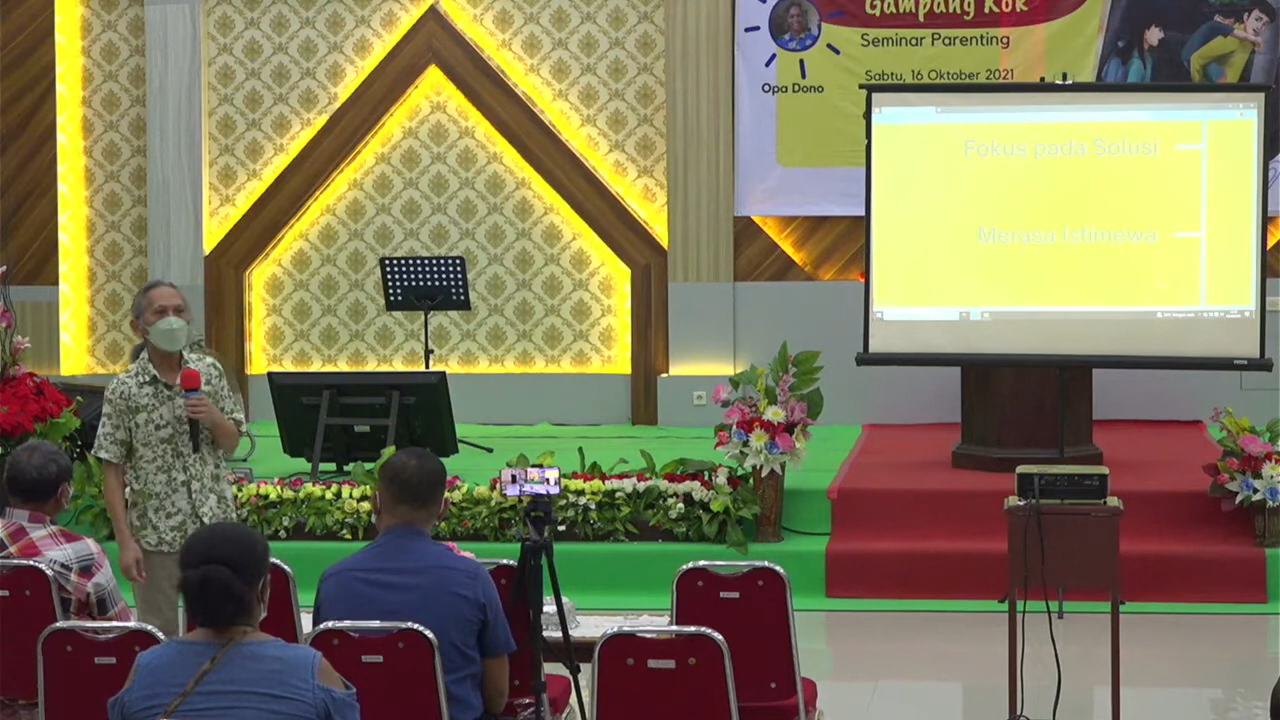 Gampang Kok
Seminar Parenting
Sabtu, 16 Oktober 2021
Opa Dono
Fokus pada Solusi
Merasa Istimewa